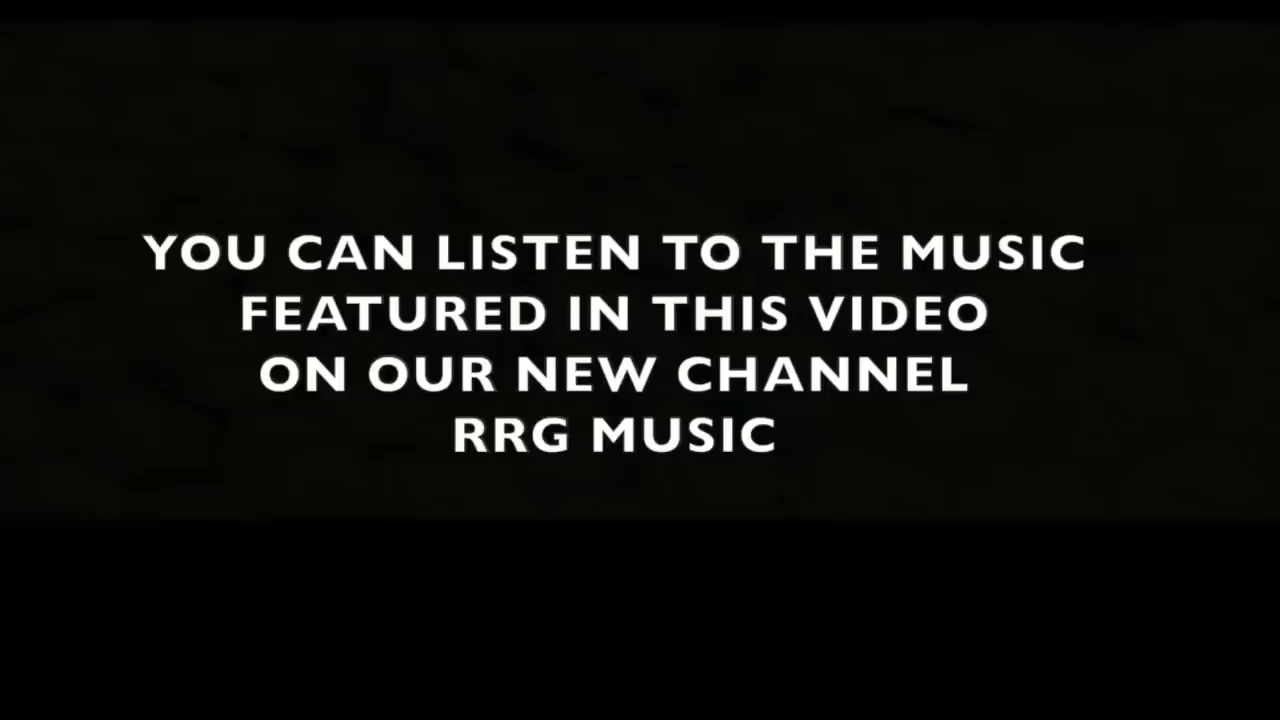 YOU CAN LISTEN TO THE MUSIC
FEATURED IN THIS VIDEO
ON OUR NEW CHANNEL
RRG MUSIC